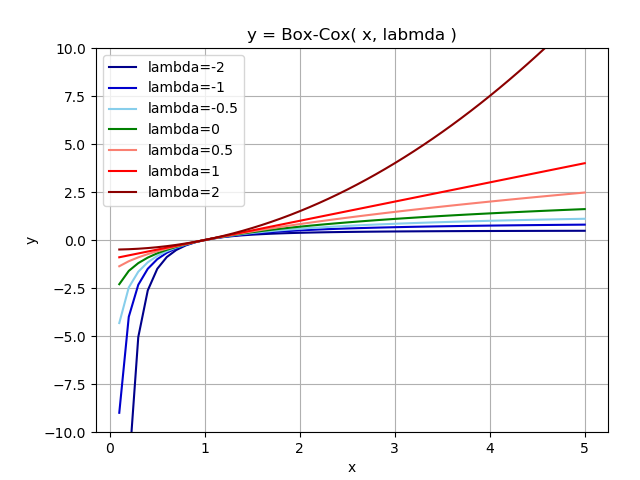 y = Box-Cox( x, labmda )
10.0
7.5
5.0
2.5
0.0
−2.5
−5.0
−7.5
−10.0
y
lambda=-2
lambda=-1
lambda=-0.5
lambda=0
lambda=0.5
lambda=1
lambda=2
0 1 2 3 4 5
x